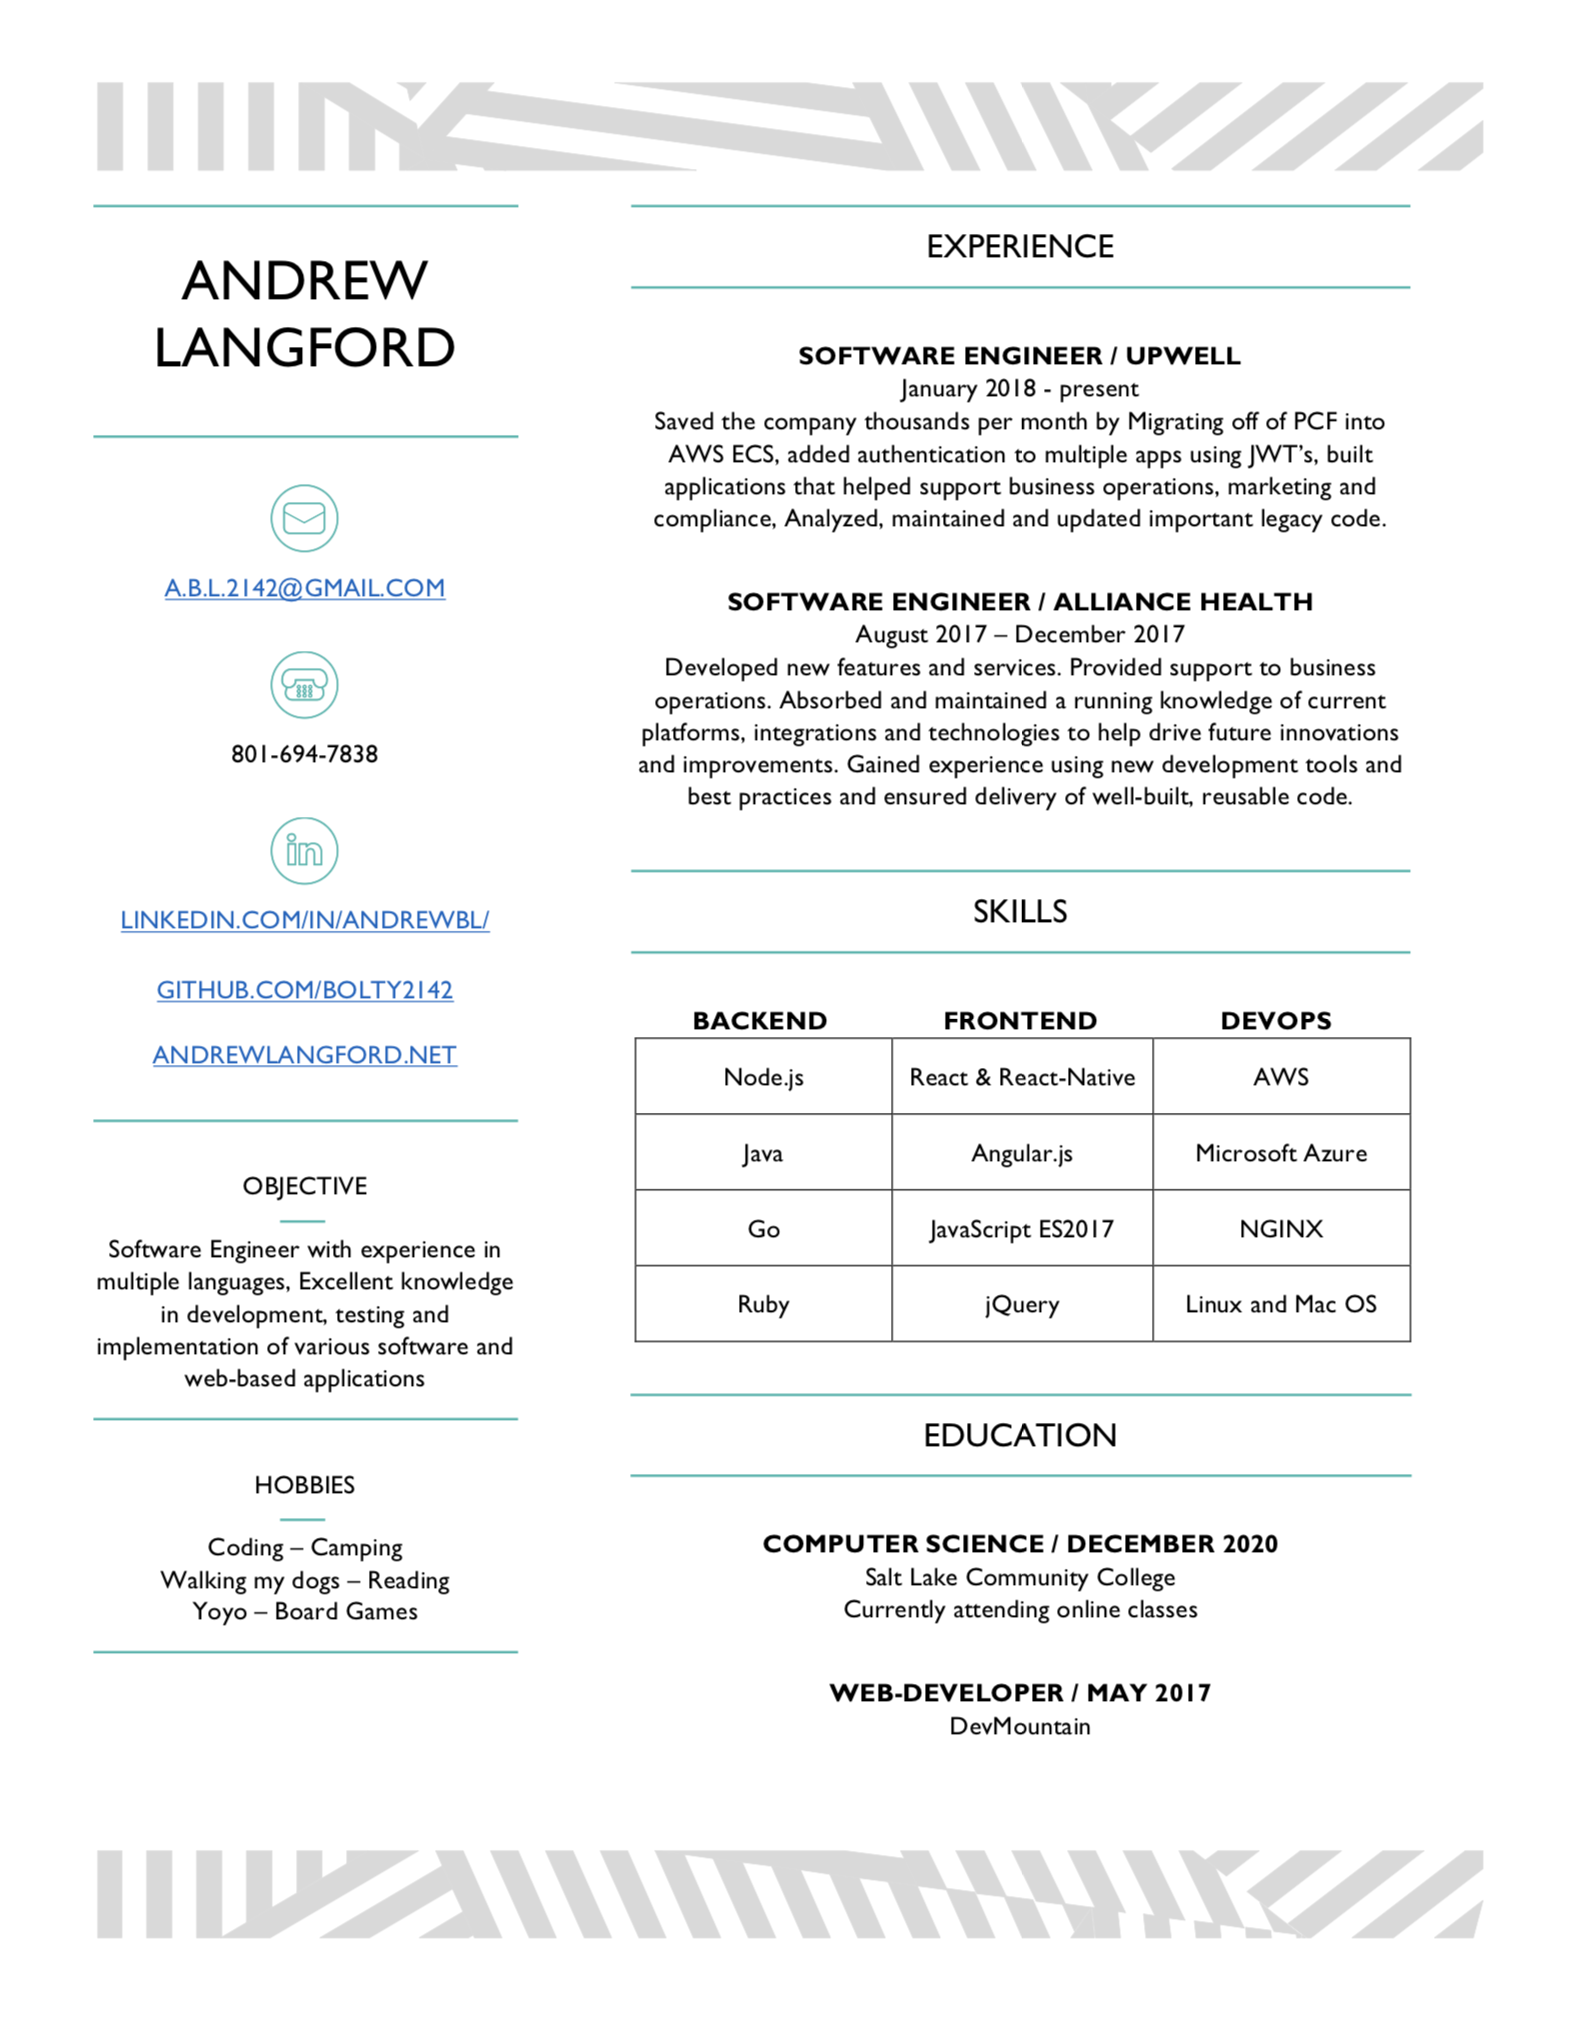 ANDREW
LANGFORD
A.B.L.2142@GMAIL.COM
801-694-7838
in
LINKEDIN.COM/IN/ANDREWBL/
GITHUB.COM/BOLTY2142
ANDREWLANGFORD.NET
OBJECTIVE
Software Engineer with experience in
multiple languages, Excellent knowledge
in development, testing and
implementation of various software and
web-based applications
HOBBIES
Coding – Camping
Walking my dogs – Reading
Yoyo – Board Games
EXPERIENCE
SOFTWARE ENGINEER / UPWELL
January 2018 - present
Saved the company thousands per month by Migrating off of PCF into
AWS ECS, added authentication to multiple apps using JWT’s, built
applications that helped support business operations, marketing and
compliance, Analyzed, maintained and updated important legacy code.
SOFTWARE ENGINEER / ALLIANCE HEALTH
August 2017 – December 2017
Developed new features and services. Provided support to business
operations. Absorbed and maintained a running knowledge of current
platforms, integrations and technologies to help drive future innovations
and improvements. Gained experience using new development tools and
best practices and ensured delivery of well-built, reusable code.
SKILLS
BACKEND FRONTEND DEVOPS
Node.js React & React-Native AWS
Java Angular.js Microsoft Azure
Go JavaScript ES2017 NGINX
Ruby jQuery Linux and Mac OS
EDUCATION
COMPUTER SCIENCE / DECEMBER 2020
Salt Lake Community College
Currently attending online classes
WEB-DEVELOPER / MAY 2017
DevMountain